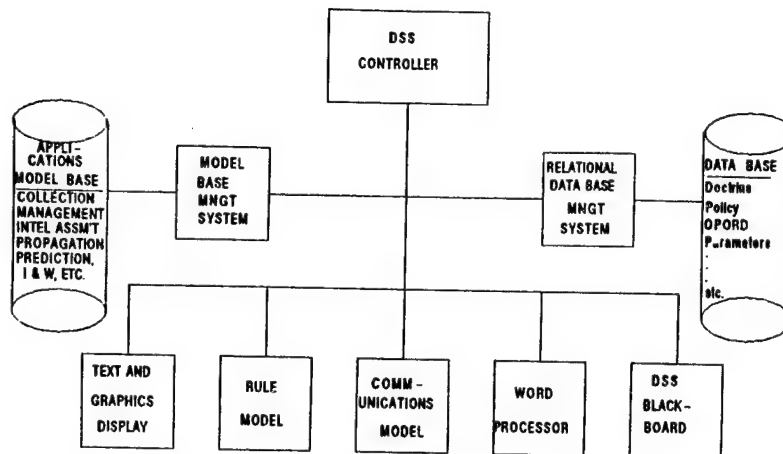 DSS
CONTROLLER
APPLI-
CATIONS
MODEL BASE
COLLECTION
MANAGEMENT
INTEL ASSM'T
PROPAGATION
PREDICTION,
I & W, ETC.
MODEL
BASE
MNGT
SYSTEM
RELATIONAL
DATA BASE
MNGT
SYSTEM
DATA BASE
Doctrine
Policy
OPORD
Parameters
.
.
.
etc.
TEXT AND
GRAPHICS
DISPLAY
RULE
MODEL
COMM-
UNICATIONS
MODEL
WORD
PROCESSOR
DSS
BLACK-
BOARD